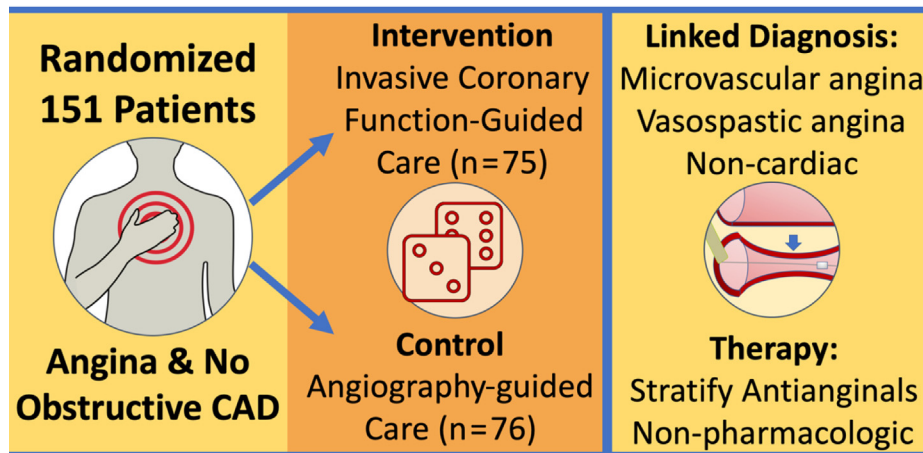 Randomized
151 Patients
Angina & No
Obstructive CAD
Intervention
Invasive Coronary
Function-Guided
Care (n=75)
Control
Angiography-guided
Care (n=76)
Linked Diagnosis:
Microvascular angina
Vasospastic angina
Non-cardiac
Therapy:
Stratify Antianginals
Non-pharmacologic